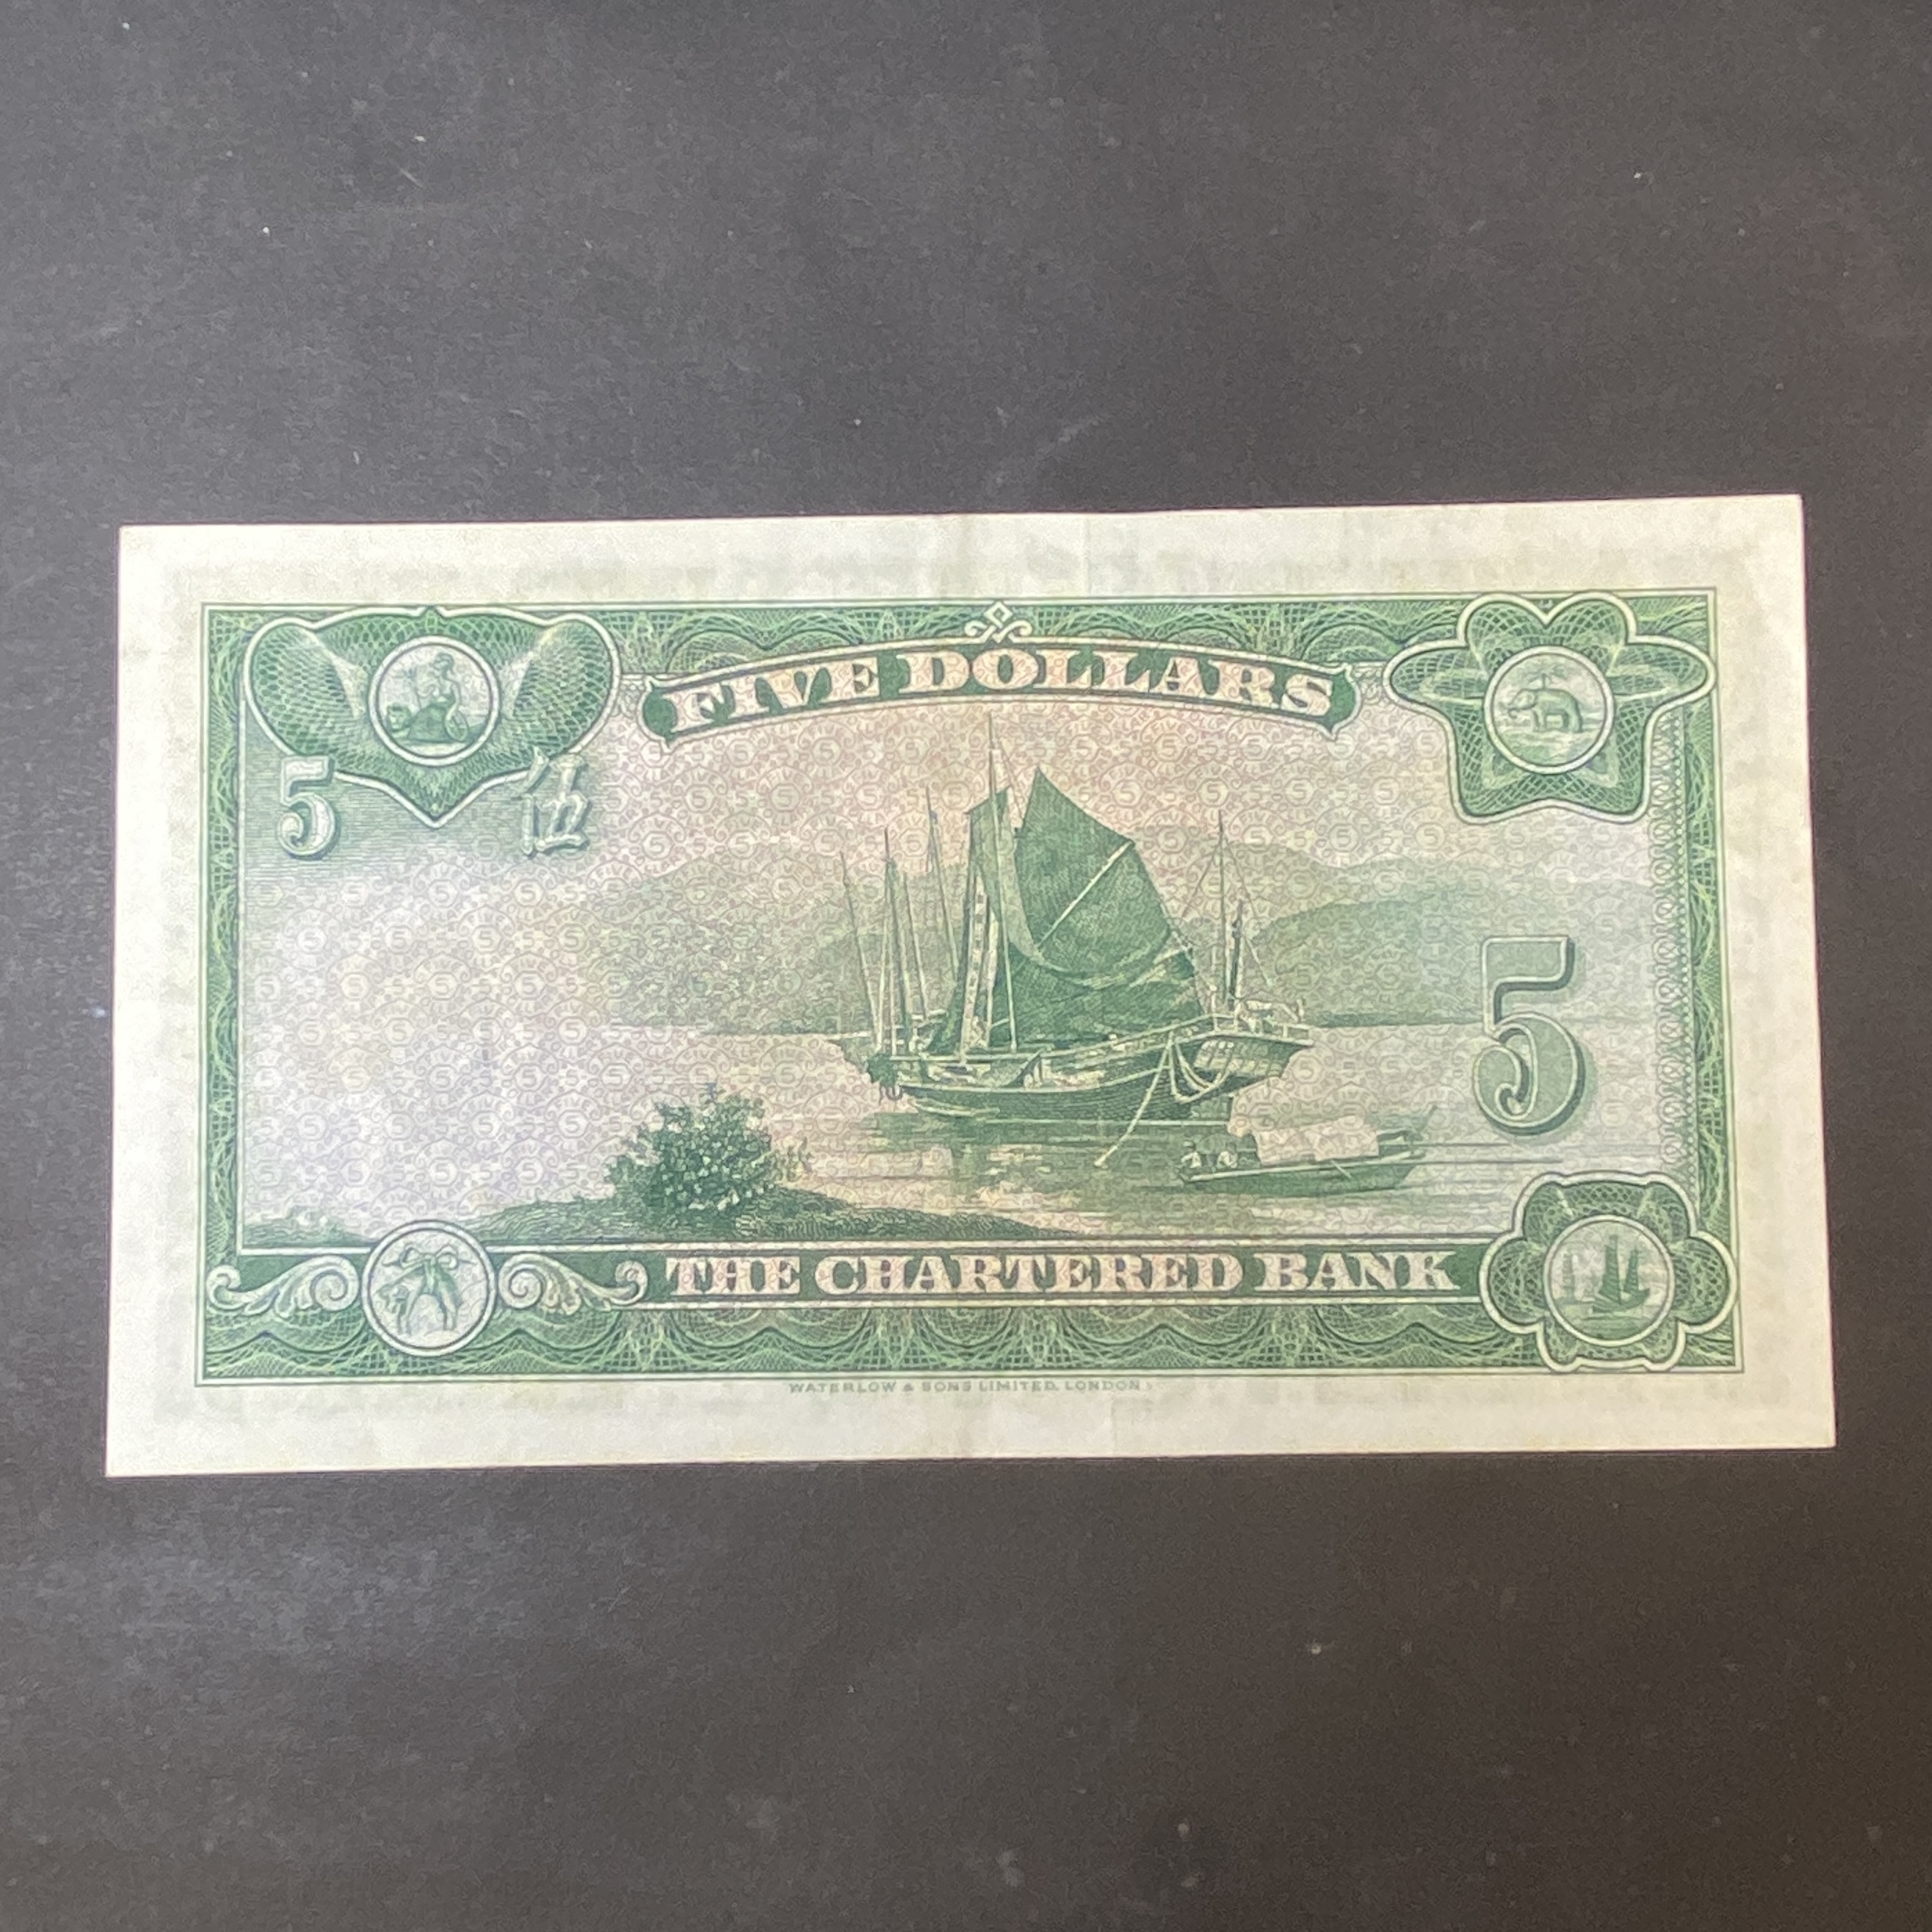 FIVE DOLLARS
5 伍
5
THE CHARTERED BANK
WATERLOW & SONS LIMITED, LONDON